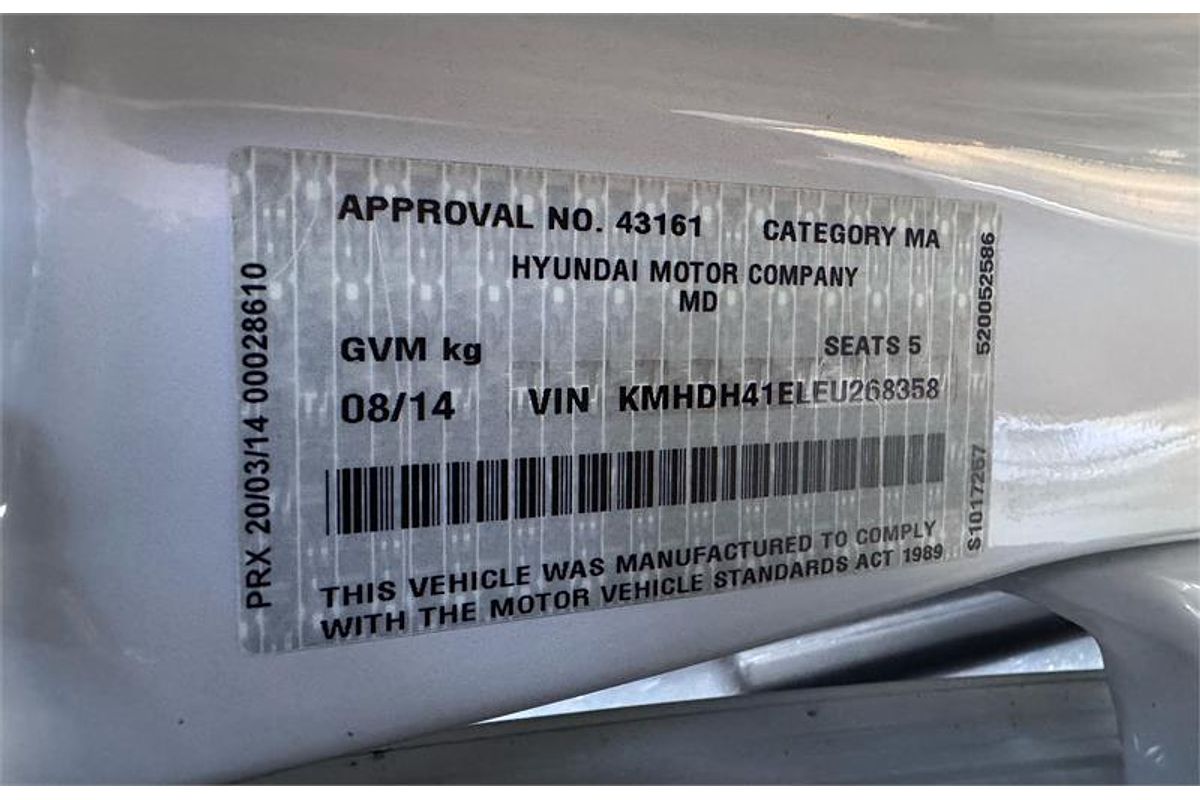 APPROVAL NO. 43161 CATEGORY MA
HYUNDAI MOTOR COMPANY
MD
GVM kg SEATS 5
08/14 VIN KMHDH41ELEU268358
THIS VEHICLE WAS MANUFACTURED TO COMPLY
WITH THE MOTOR VEHICLE STANDARDS ACT 1989
PRX 20/03/14 00028610
520052586
S1017267